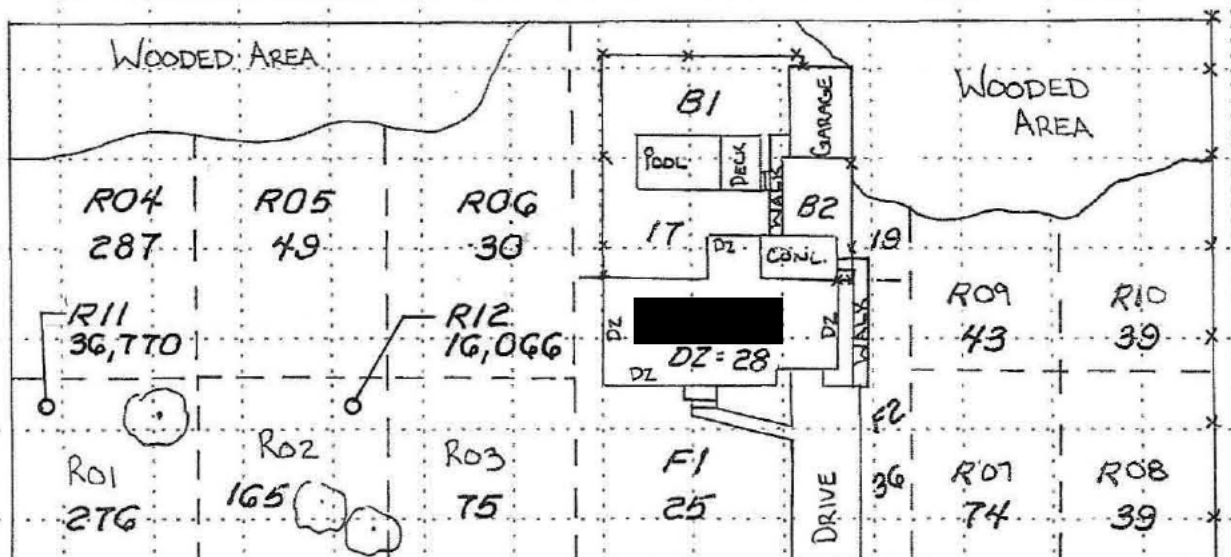 WOODED AREA
WOODED
AREA
B1
GARAGE
POOL
DECK
WALK
B2
R04
287
R05
49
R06
30
17
DZ
CONC.
19
R09
43
R10
39
R11
36,770
R12
16,066
DZ
DZ
WALK
DZ=28
DZ
R01
276
R02
165
R03
75
F1
25
DRIVE
F2
36
R07
74
R08
39